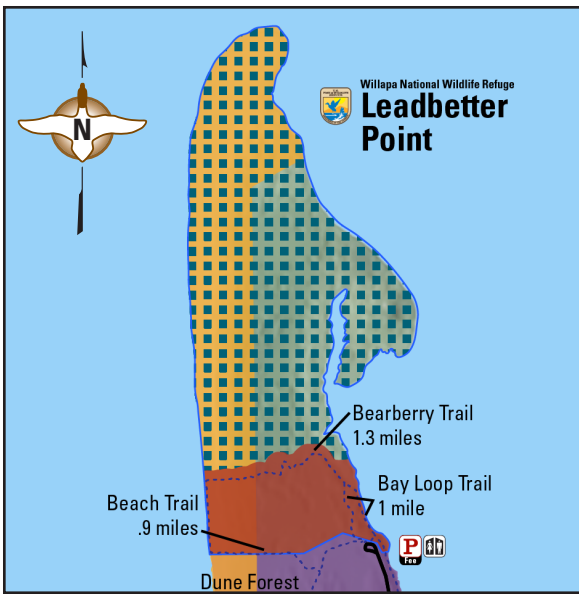 Willapa National Wildlife Refuge
Leadbetter
Point
N
Bearberry Trail
1.3 miles
Bay Loop Trail
1 mile
Beach Trail
.9 miles
P
Fee
Dune Forest